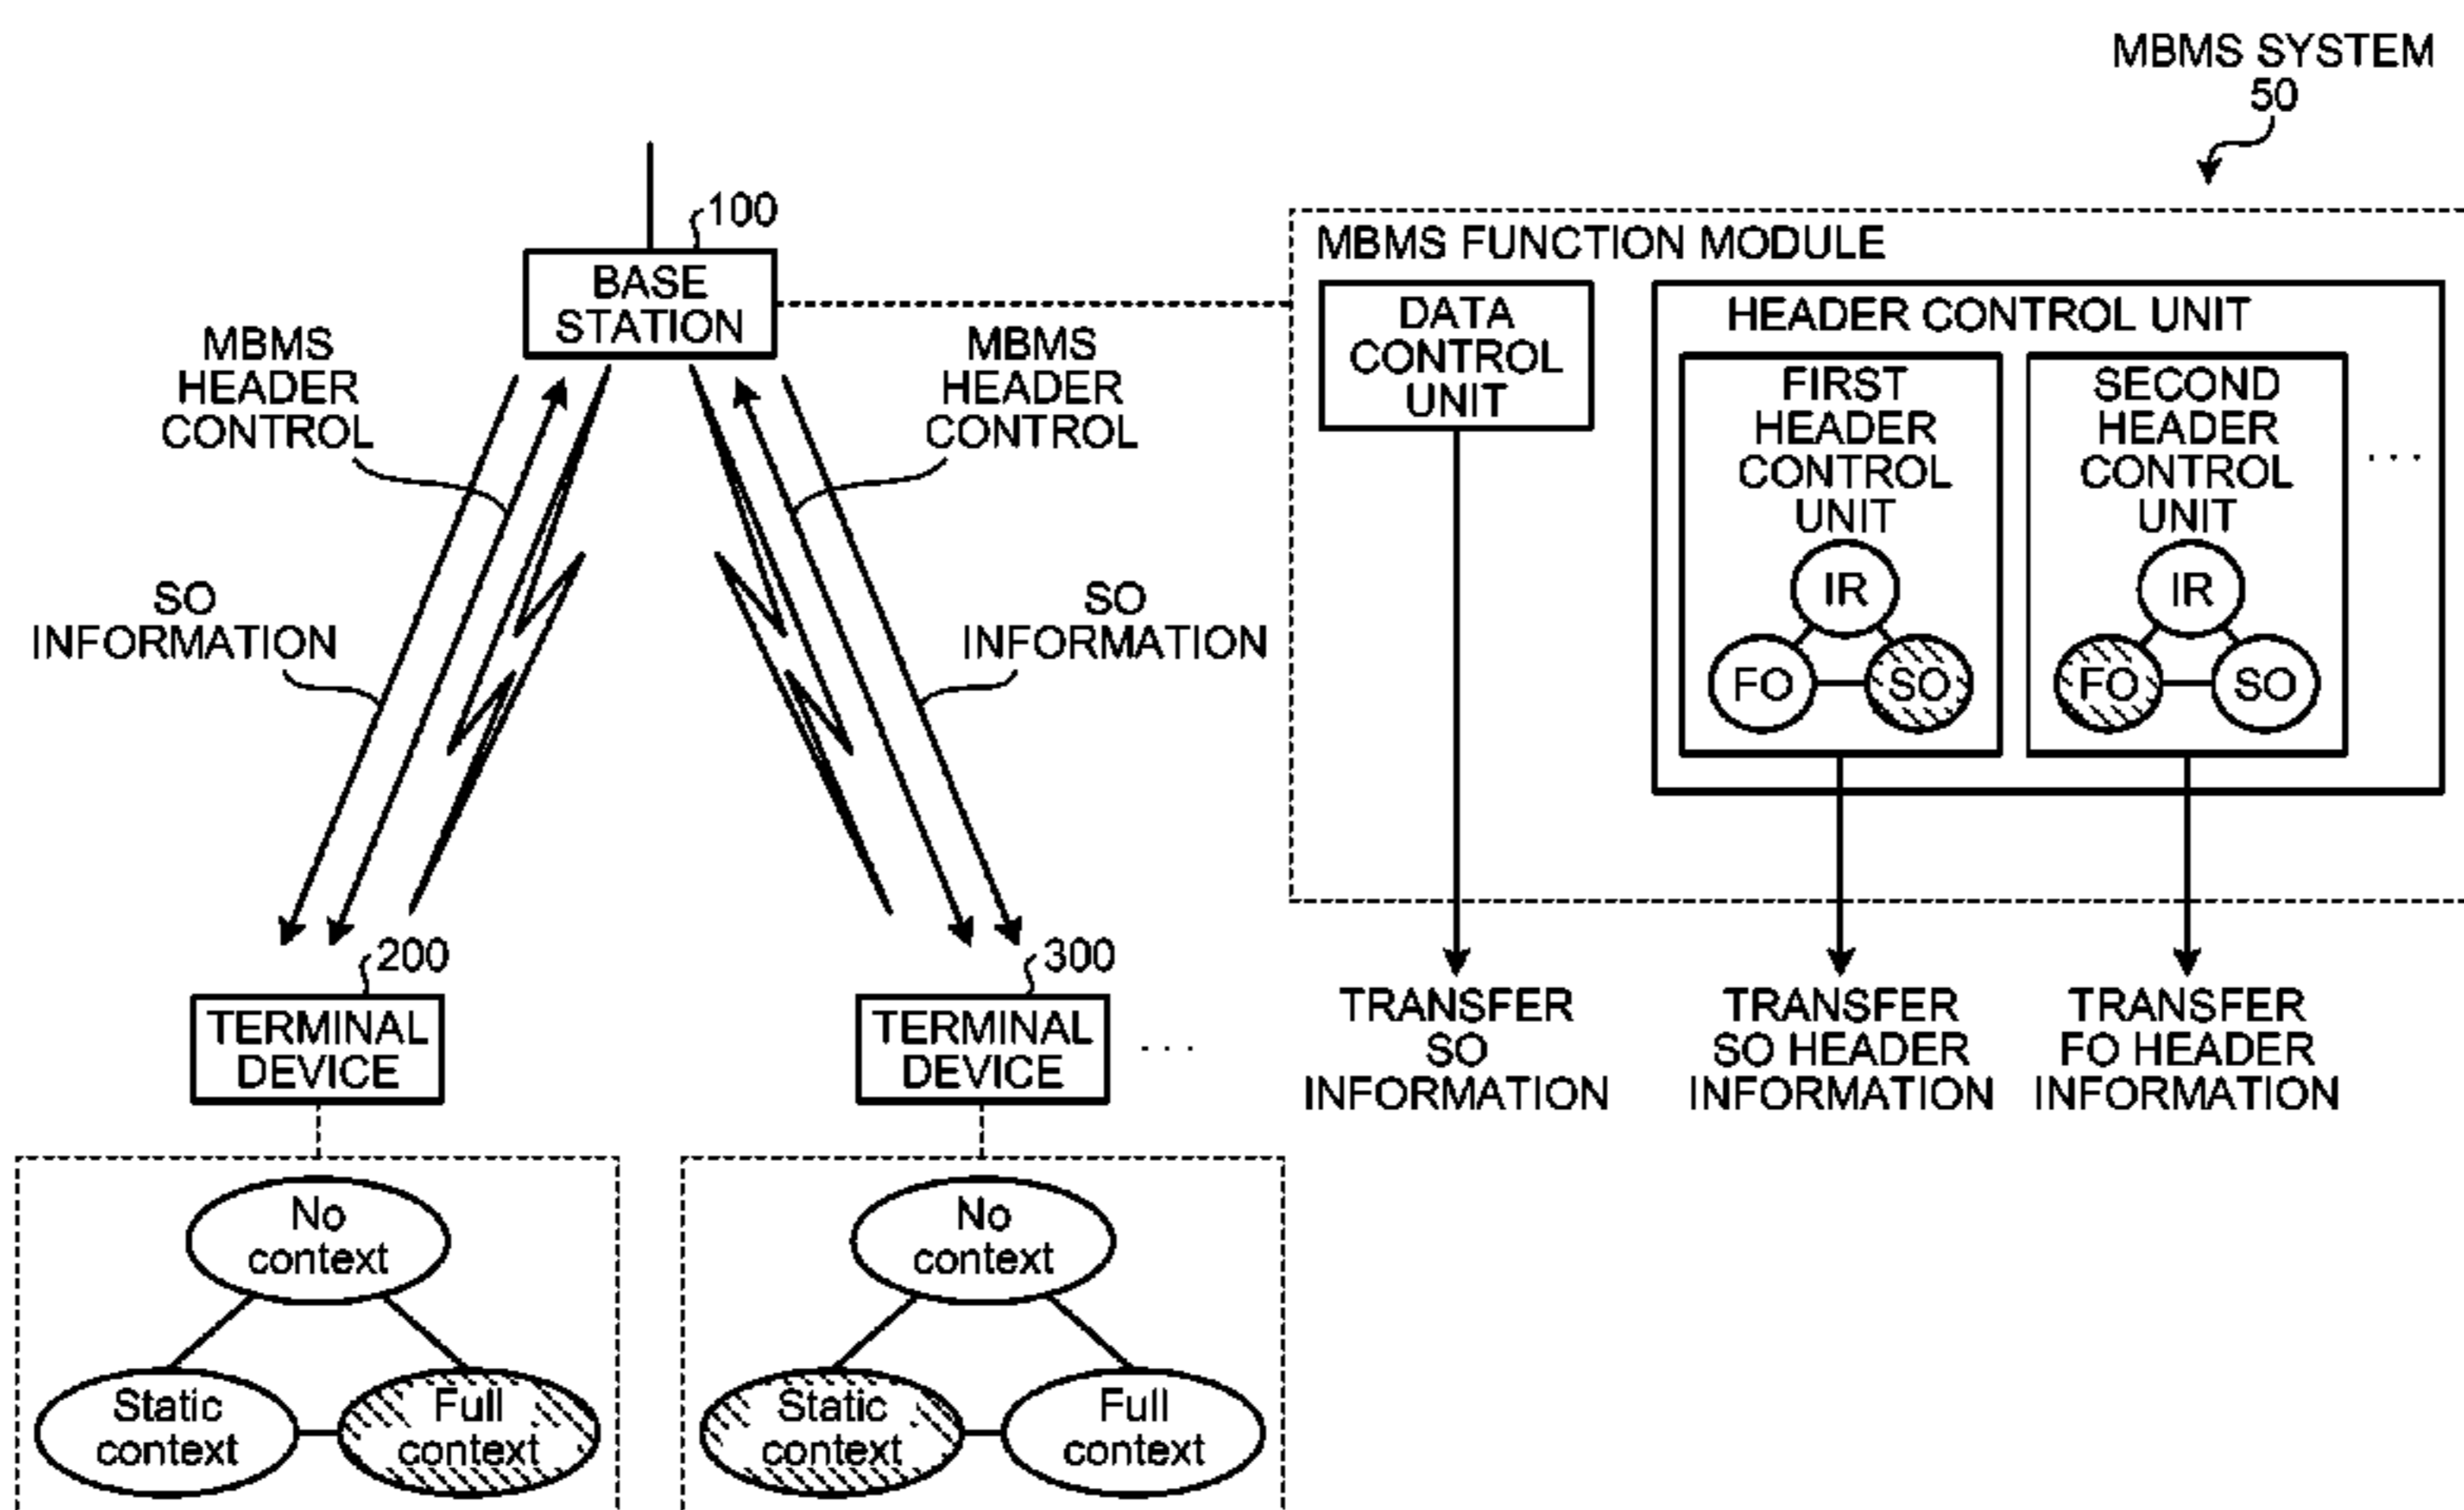 MBMS SYSTEM
50
100
BASE
STATION
MBMS
HEADER
CONTROL
MBMS
HEADER
CONTROL
SO
INFORMATION
SO
INFORMATION
MBMS FUNCTION MODULE
DATA
CONTROL
UNIT
HEADER CONTROL UNIT
FIRST
HEADER
CONTROL
UNIT
IR
FO
SO
SECOND
HEADER
CONTROL
UNIT
IR
FO
SO
...
TRANSFER
SO
INFORMATION
TRANSFER
SO HEADER
INFORMATION
TRANSFER
FO HEADER
INFORMATION
200
TERMINAL
DEVICE
300
TERMINAL
DEVICE
...
No
context
Static
context
Full
context
No
context
Static
context
Full
context